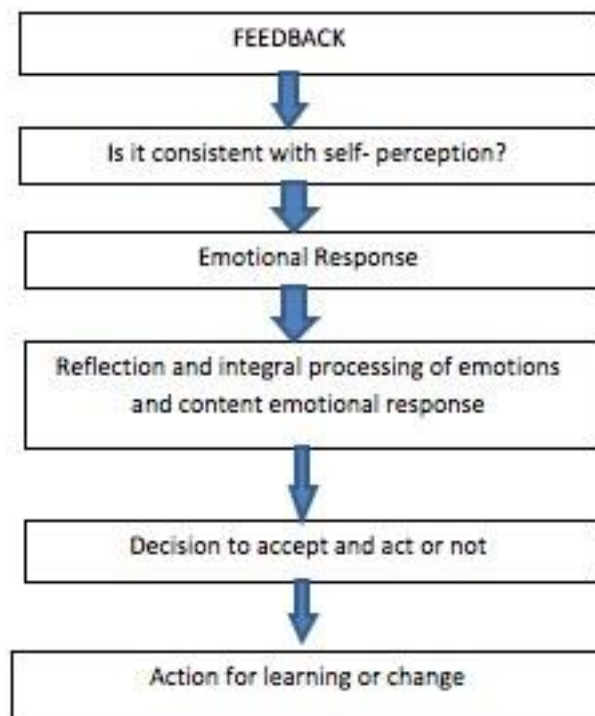 FEEDBACK
Is it consistent with self- perception?
Emotional Response
Reflection and integral processing of emotions
and content emotional response
Decision to accept and act or not
Action for learning or change